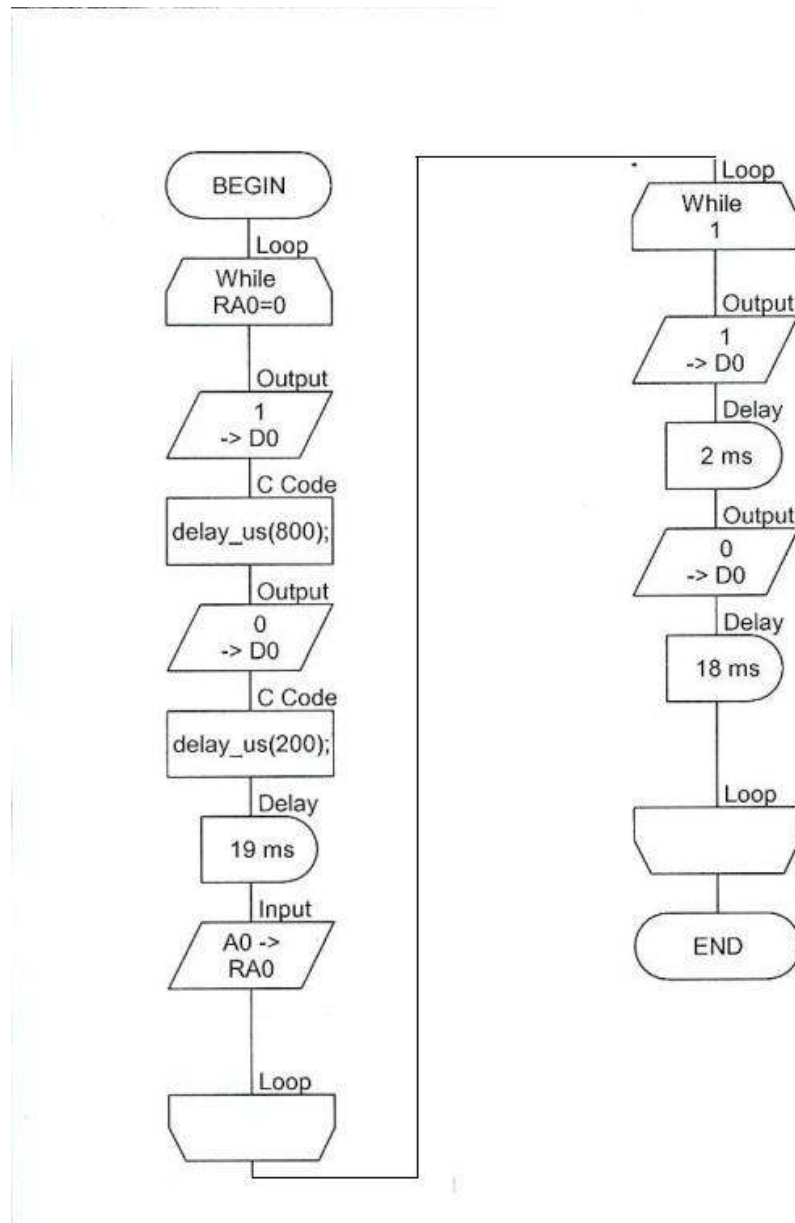 BEGIN
Loop
While
RA0=0
Output
1
-> D0
C Code
delay_us(800);
Output
0
-> D0
C Code
delay_us(200);
Delay
19 ms
Input
A0 ->
RA0
Loop
Loop
While
1
Output
1
-> D0
Delay
2 ms
Output
0
-> D0
Delay
18 ms
Loop
END